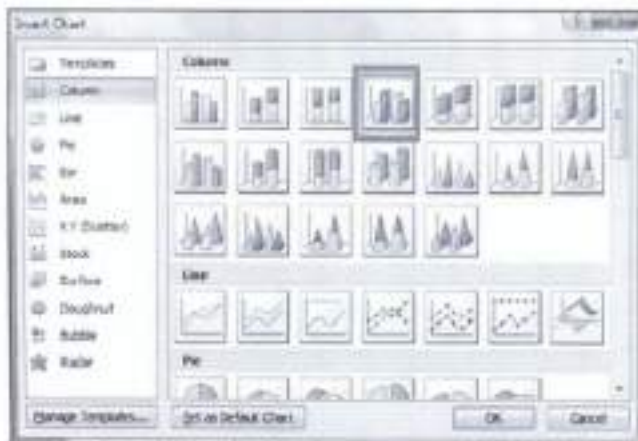 Insert Chart
Templates
Column
Line
Pie
Bar
Area
X Y (Scatter)
Stock
Surface
Doughnut
Bubble
Radar
Manage Templates...
Column
Line
Pie
Set as Default Chart
OK
Cancel